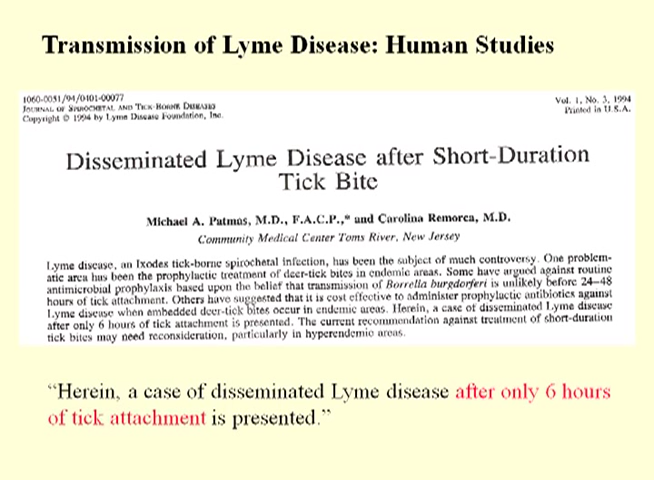 Transmission of Lyme Disease: Human Studies
1060-0051/94/0101-00077
JOURNAL OF SPIROCHETAL AND TICK-BORNE DISEASES
Copyright © 1994 by Lyme Disease Foundation, Inc.
Vol. 1, No. 3, 1994
Printed in U.S.A.
Disseminated Lyme Disease after Short-Duration
Tick Bite
Michael A. Patmas, M.D., F.A.C.P.,* and Carolina Remorca, M.D.
Community Medical Center Toms River, New Jersey
Lyme disease, an Ixodes tick-borne spirochetal infection, has been the subject of much controversy. One problem-
atic area has been the prophylactic treatment of deer-tick bites in endemic areas. Some have argued against routine
antimicrobial prophylaxis based upon the belief that transmission of Borrelia burgdorferi is unlikely before 24–48
hours of tick attachment. Others have suggested that it is cost effective to administer prophylactic antibiotics against
Lyme disease when embedded deer-tick bites occur in endemic areas. Herein, a case of disseminated Lyme disease
after only 6 hours of tick attachment is presented. The current recommendation against treatment of short-duration
tick bites may need reconsideration, particularly in hyperendemic areas.
“Herein, a case of disseminated Lyme disease after only 6 hours
of tick attachment is presented.”